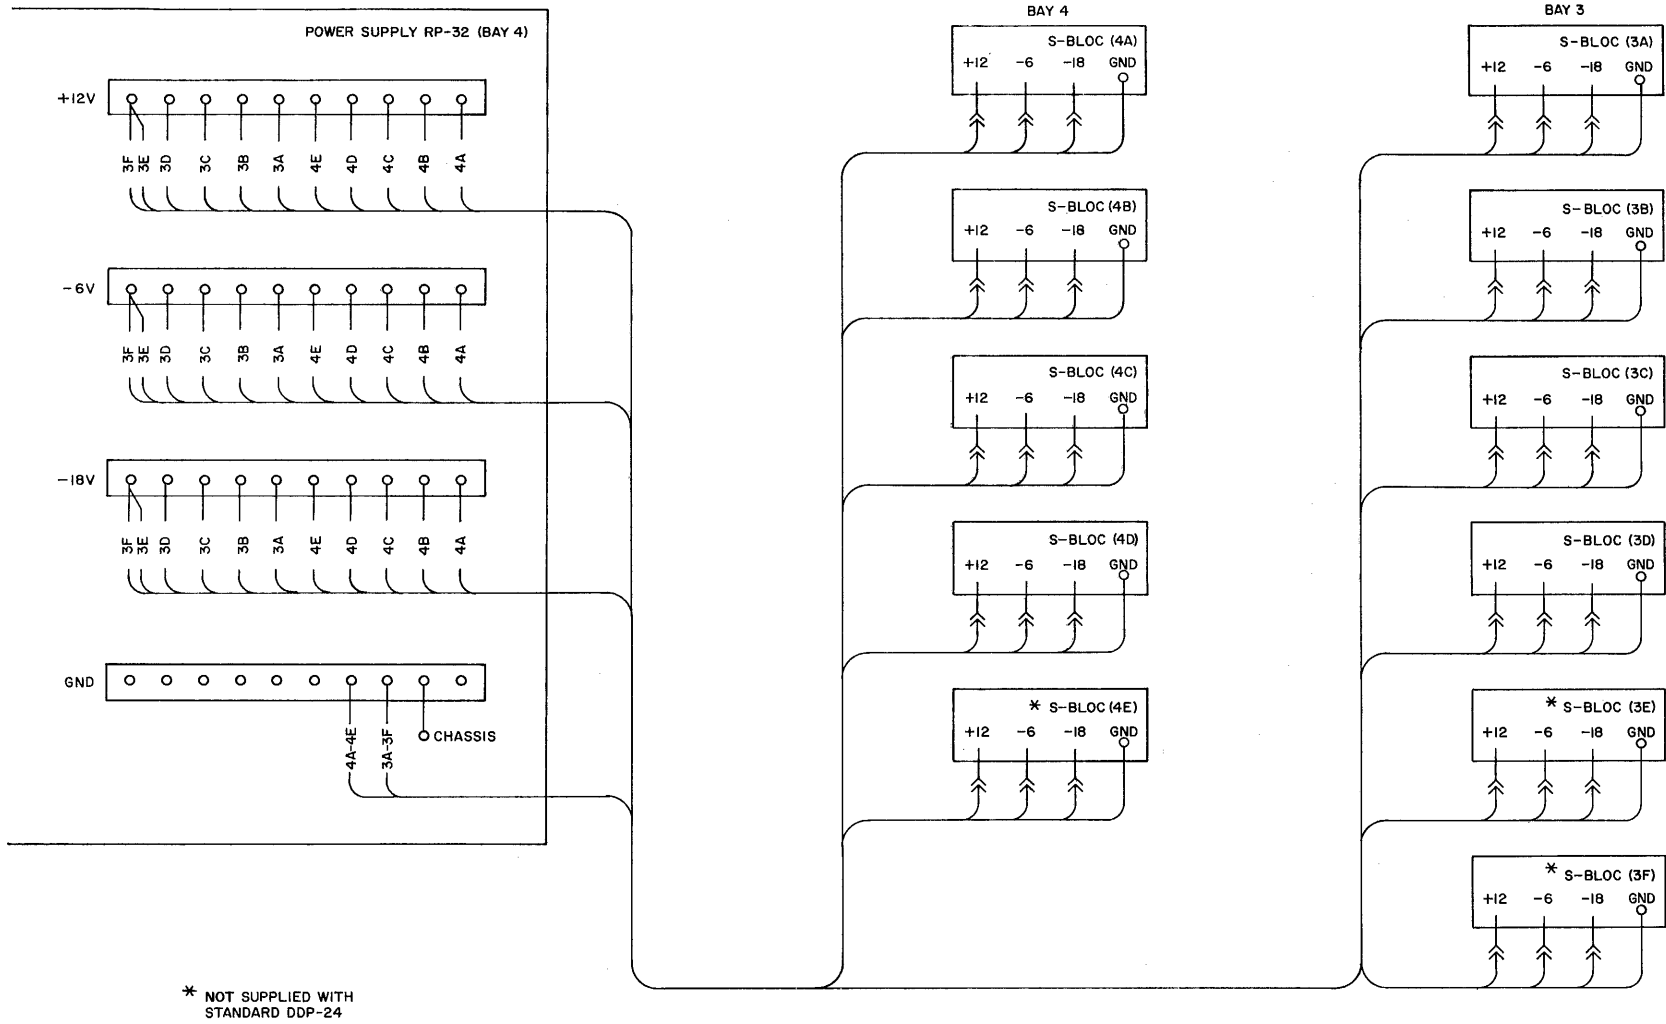 POWER SUPPLY RP-32 (BAY 4)
+12V
3F 3E 3D 3C 3B 3A 4E 4D 4C 4B 4A
-6V
3F 3E 3D 3C 3B 3A 4E 4D 4C 4B 4A
-18V
3F 3E 3D 3C 3B 3A 4E 4D 4C 4B 4A
GND
4A-4E 3A-3F
CHASSIS
* NOT SUPPLIED WITH
STANDARD DDP-24
BAY 4
S-BLOC (4A)
+12 -6 -18 GND
S-BLOC (4B)
+12 -6 -18 GND
S-BLOC (4C)
+12 -6 -18 GND
S-BLOC (4D)
+12 -6 -18 GND
* S-BLOC (4E)
+12 -6 -18 GND
BAY 3
S-BLOC (3A)
+12 -6 -18 GND
S-BLOC (3B)
+12 -6 -18 GND
S-BLOC (3C)
+12 -6 -18 GND
S-BLOC (3D)
+12 -6 -18 GND
* S-BLOC (3E)
+12 -6 -18 GND
* S-BLOC (3F)
+12 -6 -18 GND